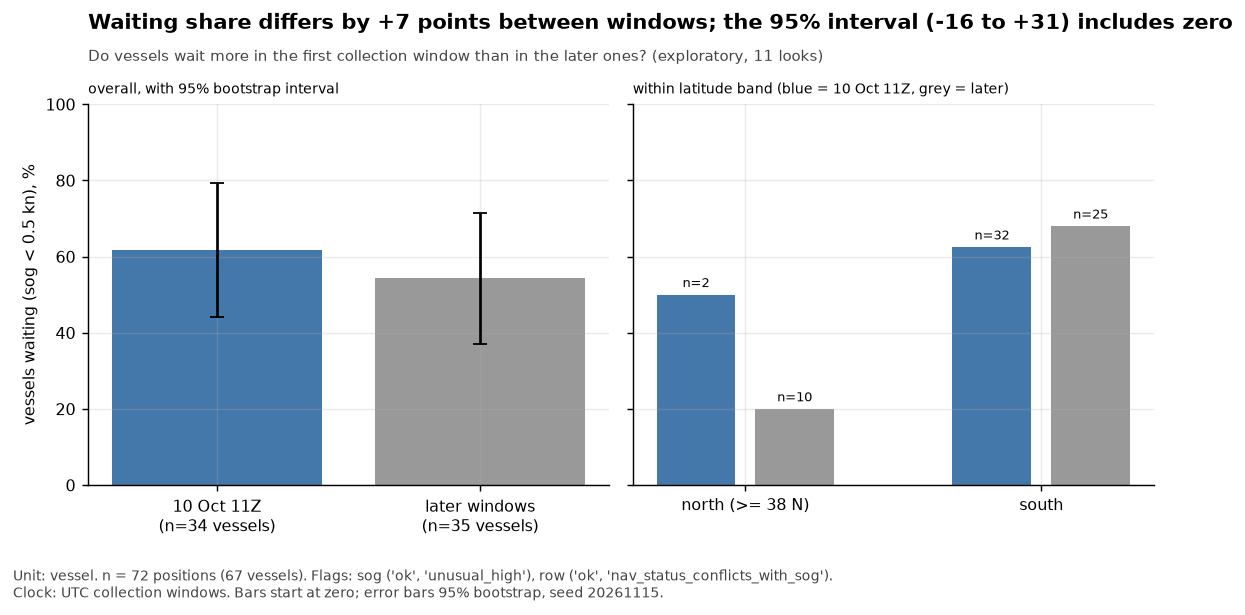 Waiting share differs by +7 points between windows; the 95% interval (-16 to +31) includes zero
Do vessels wait more in the first collection window than in the later ones? (exploratory, 11 looks)
overall, with 95% bootstrap interval
within latitude band (blue = 10 Oct 11Z, grey = later)
vessels waiting (sog < 0.5 kn), %
100
80
60
40
20
0
n=2
n=10
n=32
n=25
10 Oct 11Z
(n=34 vessels)
later windows
(n=35 vessels)
north (>= 38 N)
south
Unit: vessel. n = 72 positions (67 vessels). Flags: sog ('ok', 'unusual_high'), row ('ok', 'nav_status_conflicts_with_sog').
Clock: UTC collection windows. Bars start at zero; error bars 95% bootstrap, seed 20261115.